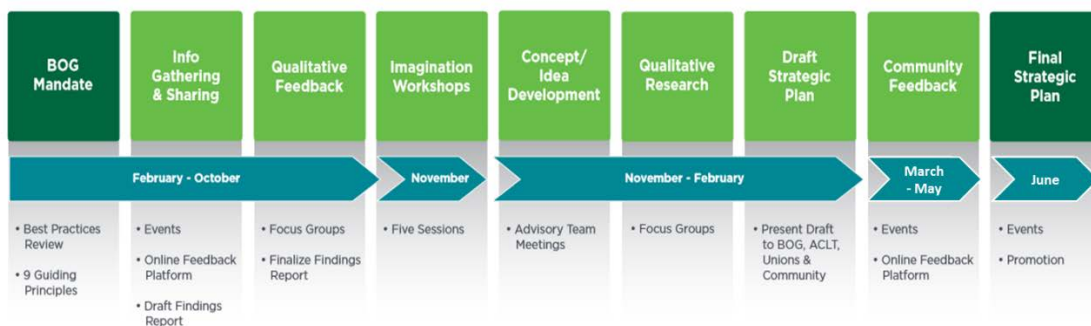 BOG
Mandate
Info
Gathering
& Sharing
Qualitative
Feedback
Imagination
Workshops
Concept/
Idea
Development
Qualitative
Research
Draft
Strategic
Plan
Community
Feedback
Final
Strategic
Plan
February - October
November
November - February
March
- May
June
• Best Practices
Review
• 9 Guiding
Principles
• Events
• Online Feedback
Platform
• Draft Findings
Report
• Focus Groups
• Finalize Findings
Report
• Five Sessions
• Advisory Team
Meetings
• Focus Groups
• Present Draft
to BOG, ACLT,
Unions &
Community
• Events
• Online Feedback
Platform
• Events
• Promotion